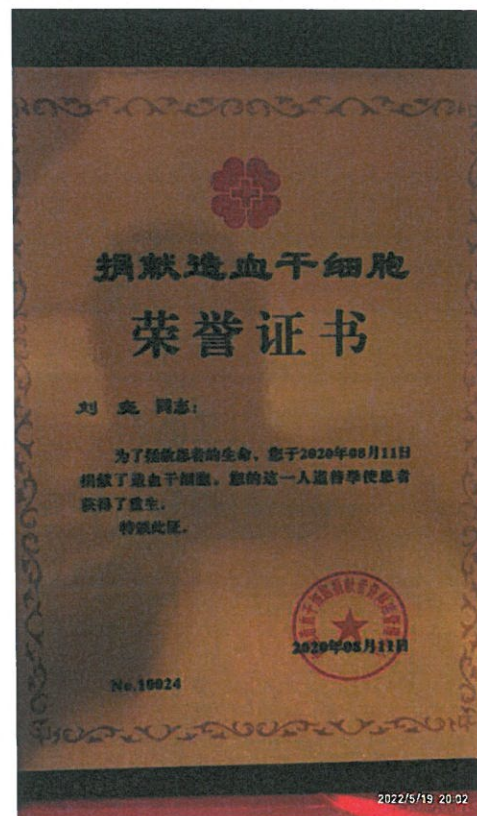 捐献造血干细胞
荣誉证书
刘 奕 同志:
为了拯救患者的生命,您于2020年08月11日
捐献了造血干细胞。您的这一人道善举使患者
获得了重生。
特颁此证。
2020年08月11日
No.10024
2022/5/19 20:02